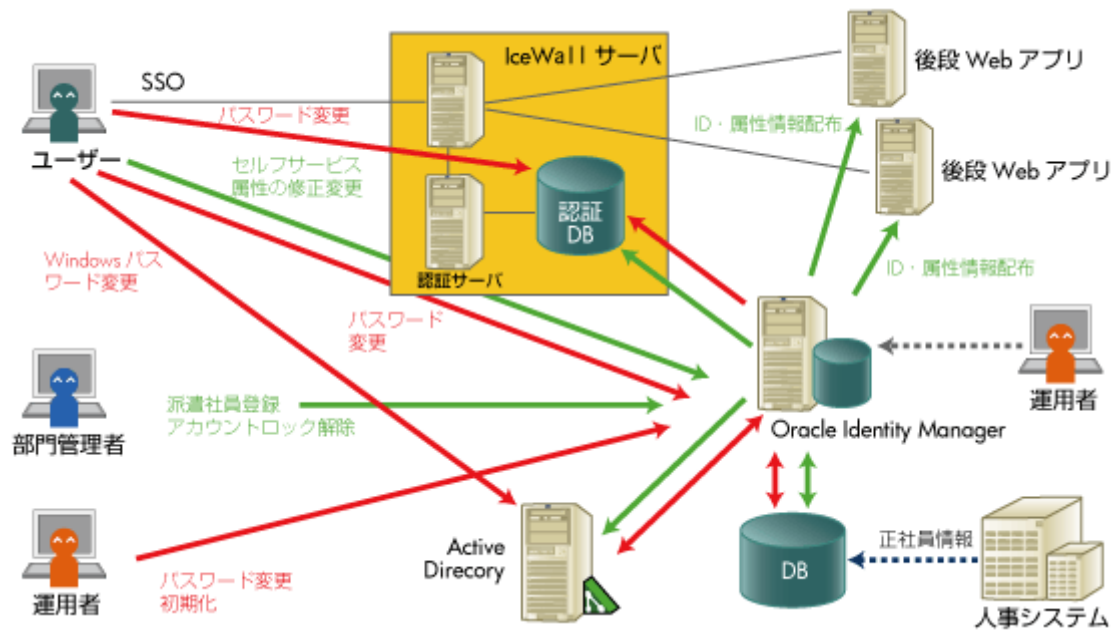 IceWall サーバ
後段 Web アプリ
SSO
パスワード変更
ID・属性情報配布
ユーザー
セルフサービス
属性の修正変更
後段 Web アプリ
認証
DB
Windows パス
ワード変更
認証サーバ
ID・属性情報配布
パスワード
変更
部門管理者
派遣社員登録
アカウントロック解除
運用者
Oracle Identity Manager
Active
Direcory
正社員情報
DB
パスワード変更
初期化
運用者
人事システム